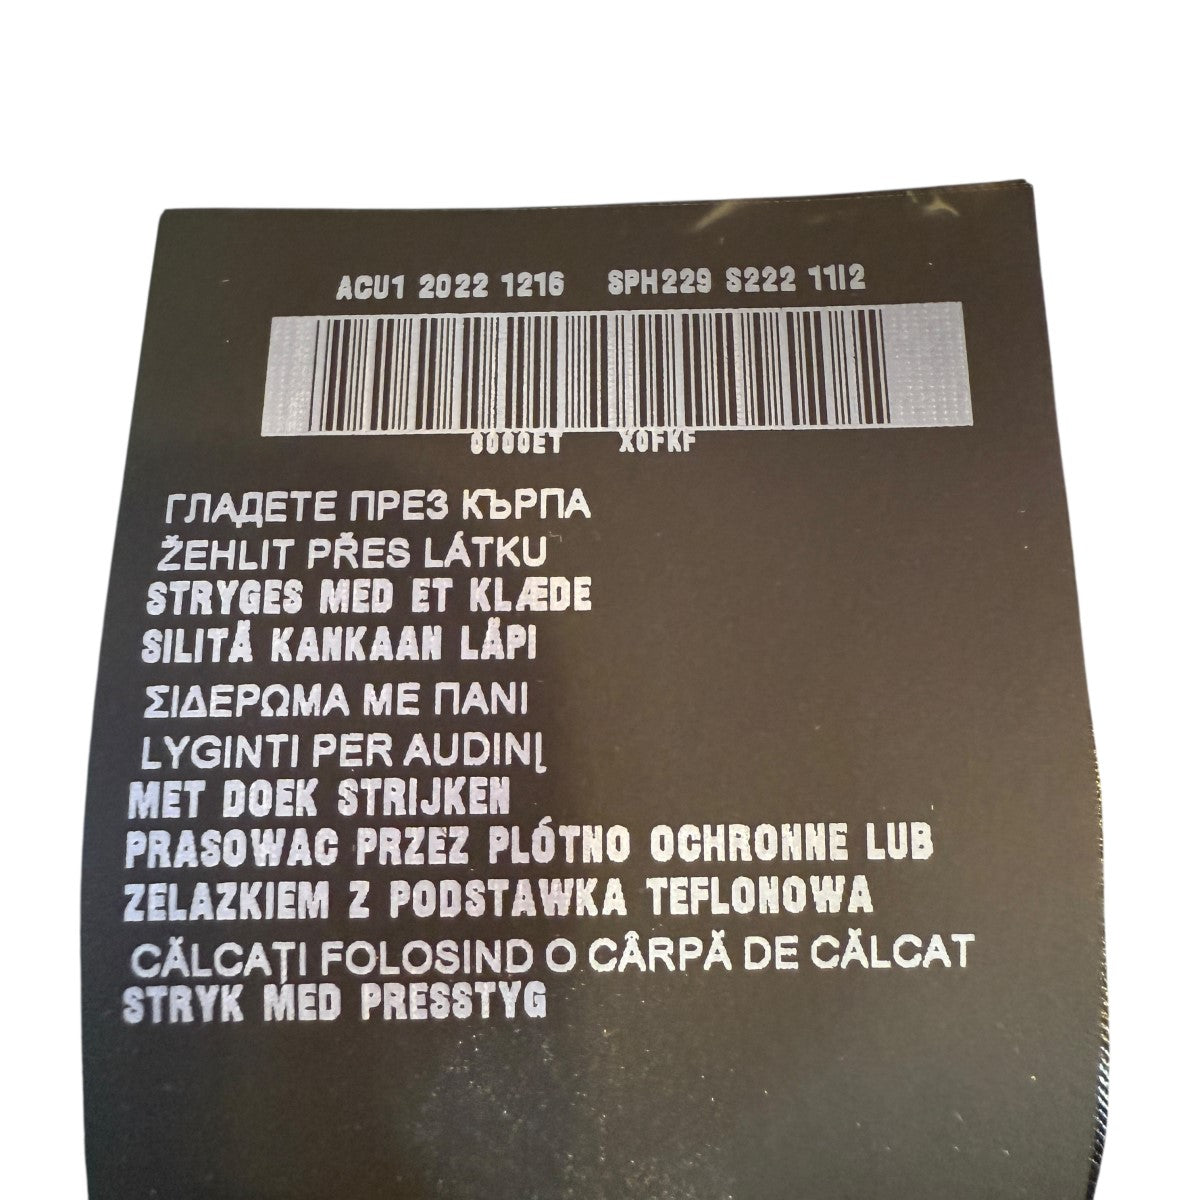 ACU1 2022 1216 SPH229 S222 11I2
0000ET X0FKF
ГЛАДЕТЕ ПРЕЗ КЪРПА
ŽEHLIT PŘES LÁTKU
STRYGES MED ET KLÆDE
SILITÄ KANKAAN LÄPI
ΣΙΔΕΡΩΜΑ ΜΕ ΠΑΝΙ
LYGINTI PER AUDINĮ
MET DOEK STRIJKEN
PRASOWAC PRZEZ PLÓTNO OCHRONNE LUB
ZELAZKIEM Z PODSTAWKA TEFLONOWA
CĂLCAȚI FOLOSIND O CÂRPĂ DE CĂLCAT
STRYK MED PRESSTYG